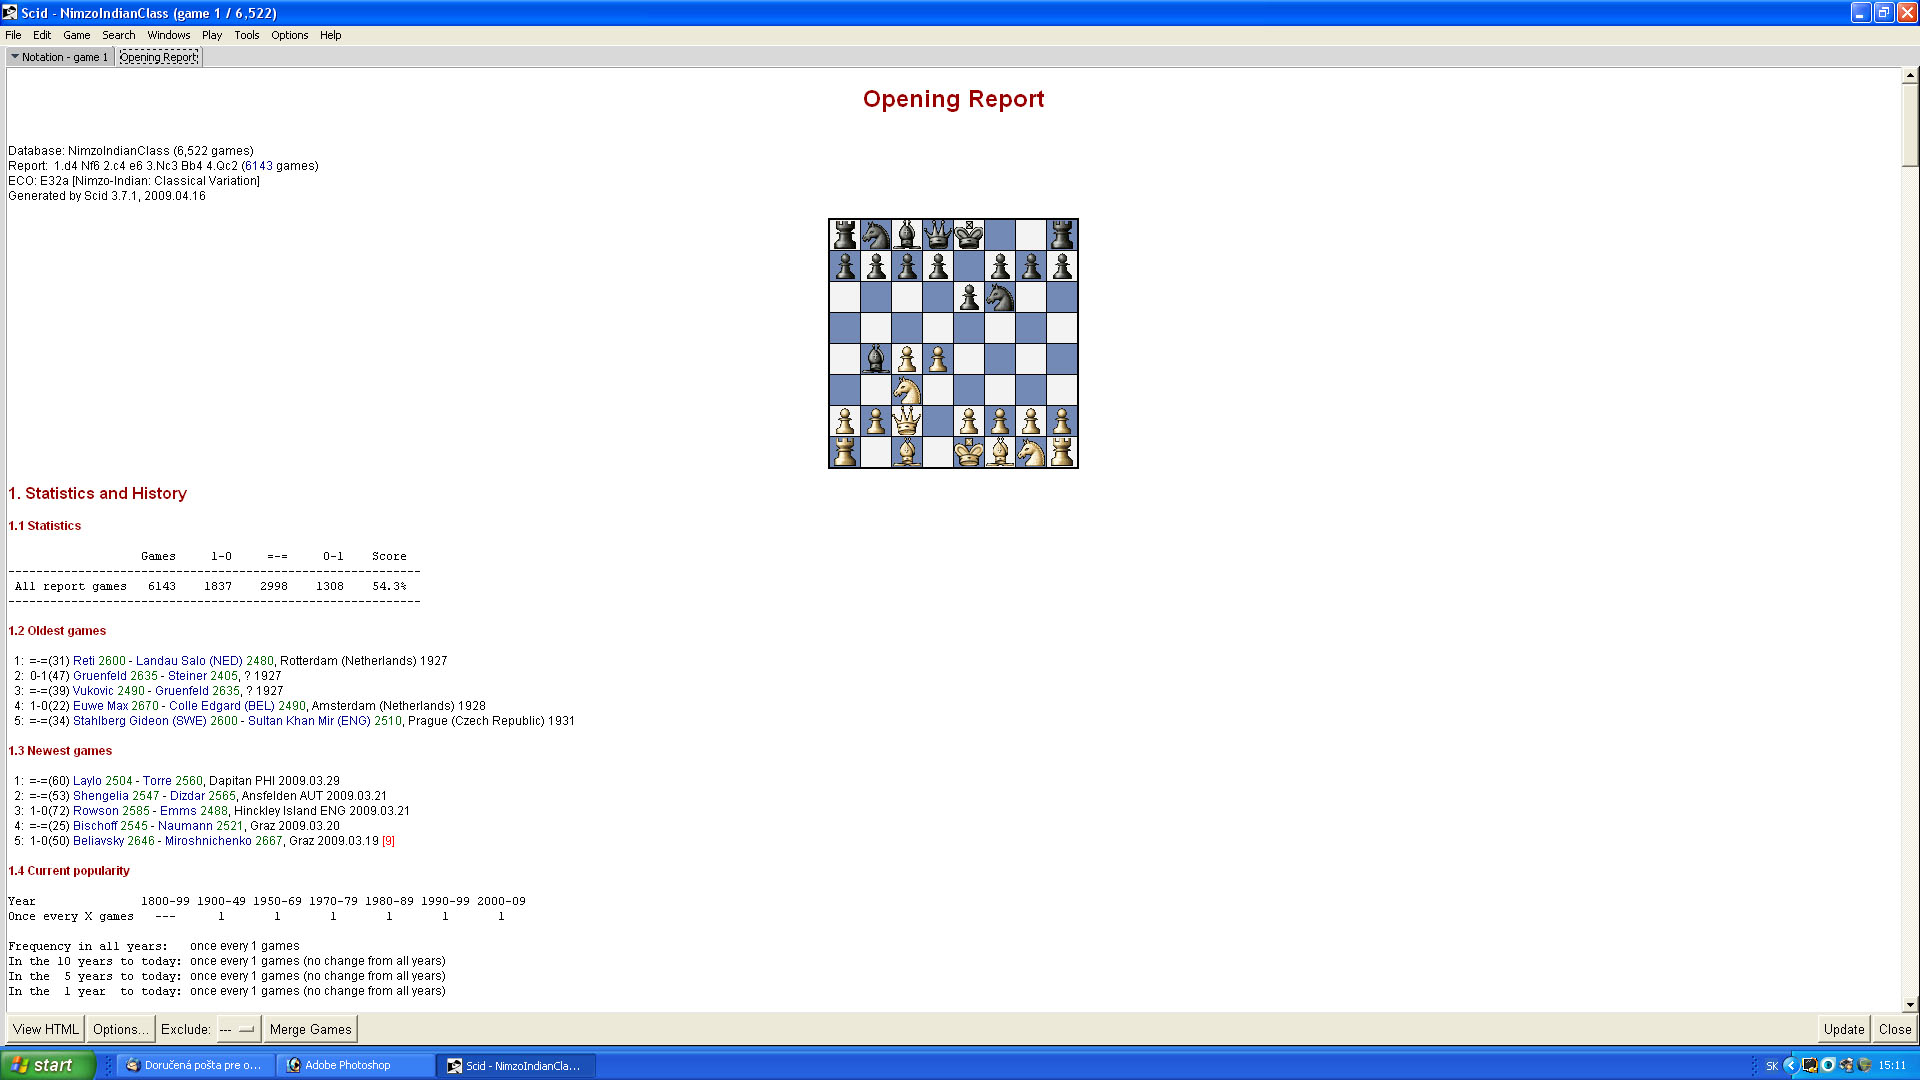 Scid - NimzoIndianClass (game 1 / 6,522)
File Edit Game Search Windows Play Tools Options Help
Notation - game 1 Opening Report
Opening Report
Database: NimzoIndianClass (6,522 games)
Report: 1.d4 Nf6 2.c4 e6 3.Nc3 Bb4 4.Qc2 (6143 games)
ECO: E32a [Nimzo-Indian: Classical Variation]
Generated by Scid 3.7.1, 2009.04.16
1. Statistics and History
1.1 Statistics
Games 1-0 =-= 0-1 Score
-----------------------------------------------------------
All report games 6143 1837 2998 1308 54.3%
-----------------------------------------------------------
1.2 Oldest games
1: =-=(31) Reti 2600 - Landau Salo (NED) 2480, Rotterdam (Netherlands) 1927
2: 0-1(47) Gruenfeld 2635 - Steiner 2405, ? 1927
3: =-=(39) Vukovic 2490 - Gruenfeld 2635, ? 1927
4: 1-0(22) Euwe Max 2670 - Colle Edgard (BEL) 2490, Amsterdam (Netherlands) 1928
5: =-=(34) Stahlberg Gideon (SWE) 2600 - Sultan Khan Mir (ENG) 2510, Prague (Czech Republic) 1931
1.3 Newest games
1: =-=(60) Laylo 2504 - Torre 2560, Dapitan PHI 2009.03.29
2: =-=(53) Shengelia 2547 - Dizdar 2565, Ansfelden AUT 2009.03.21
3: 1-0(72) Rowson 2585 - Emms 2488, Hinckley Island ENG 2009.03.21
4: =-=(25) Bischoff 2545 - Naumann 2521, Graz 2009.03.20
5: 1-0(50) Beliavsky 2646 - Miroshnichenko 2667, Graz 2009.03.19 [9]
1.4 Current popularity
Year 1800-99 1900-49 1950-69 1970-79 1980-89 1990-99 2000-09
Once every X games --- 1 1 1 1 1 1
Frequency in all years: once every 1 games
In the 10 years to today: once every 1 games (no change from all years)
In the 5 years to today: once every 1 games (no change from all years)
In the 1 year to today: once every 1 games (no change from all years)
View HTML Options... Exclude: --- Merge Games Update Close
start Doručená pošta pre o... Adobe Photoshop Scid - NimzoIndianCla... SK 15:11